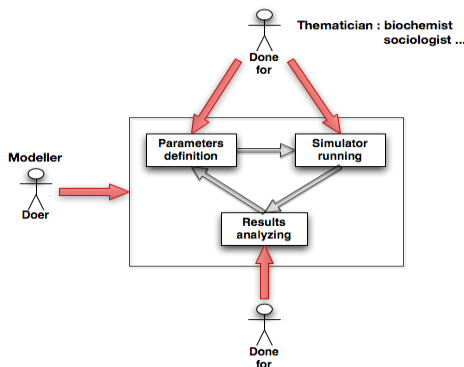 Thematician : biochemist
sociologist ...
Done
for
Parameters
definition
Simulator
running
Modeller
Doer
Results
analyzing
Done
for